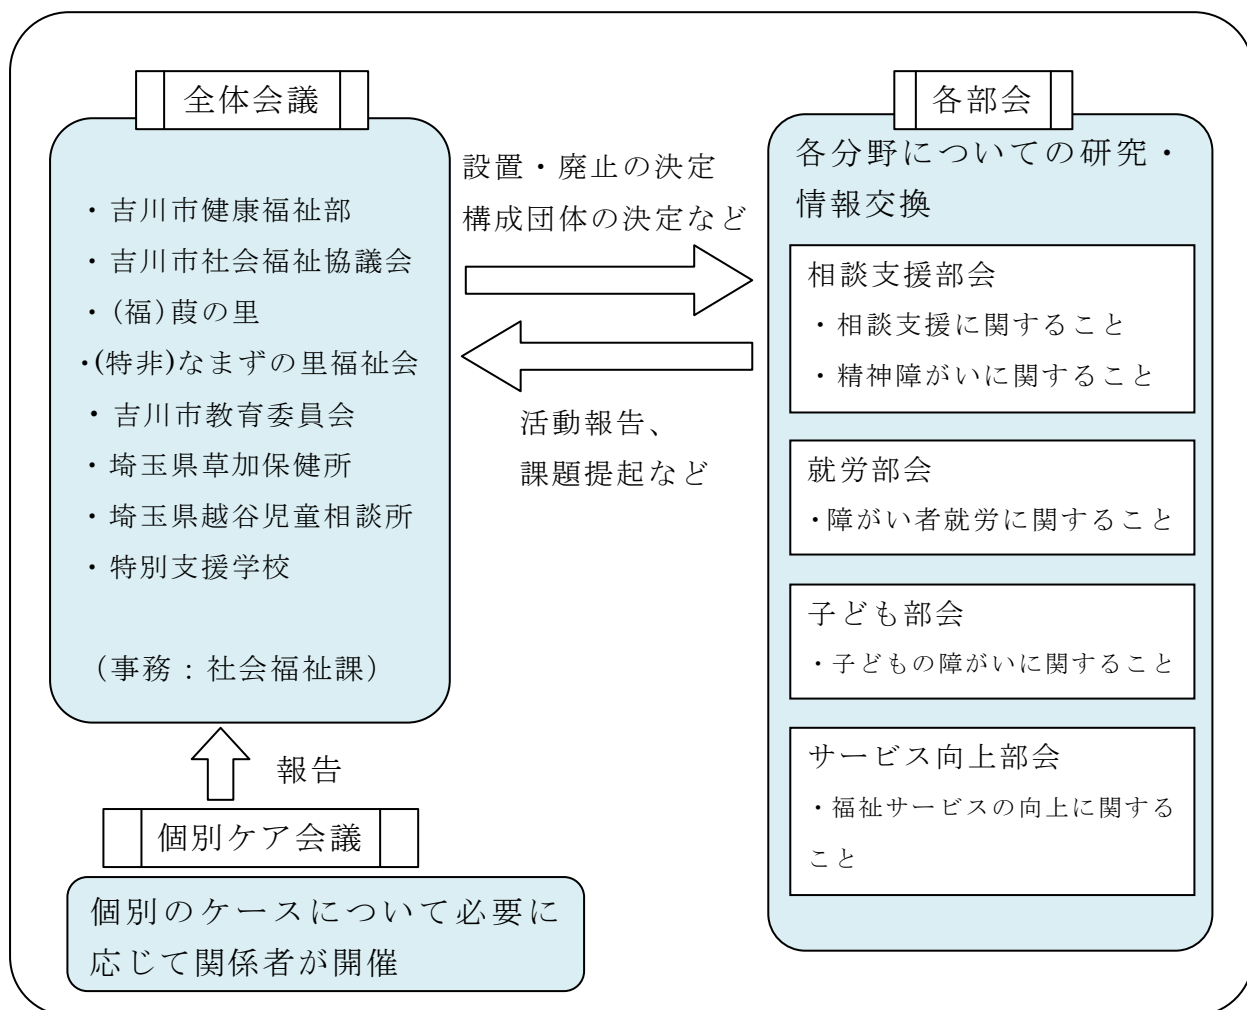 全体会議
・吉川市健康福祉部
・吉川市社会福祉協議会
・(福)葭の里
・(特非)なまずの里福祉会
・吉川市教育委員会
・埼玉県草加保健所
・埼玉県越谷児童相談所
・特別支援学校
（事務：社会福祉課）
設置・廃止の決定
構成団体の決定など
活動報告、
課題提起など
各部会
各分野についての研究・
情報交換
相談支援部会
・相談支援に関すること
・精神障がいに関すること
就労部会
・障がい者就労に関すること
子ども部会
・子どもの障がいに関すること
サービス向上部会
・福祉サービスの向上に関する
こと
報告
個別ケア会議
個別のケースについて必要に
応じて関係者が開催